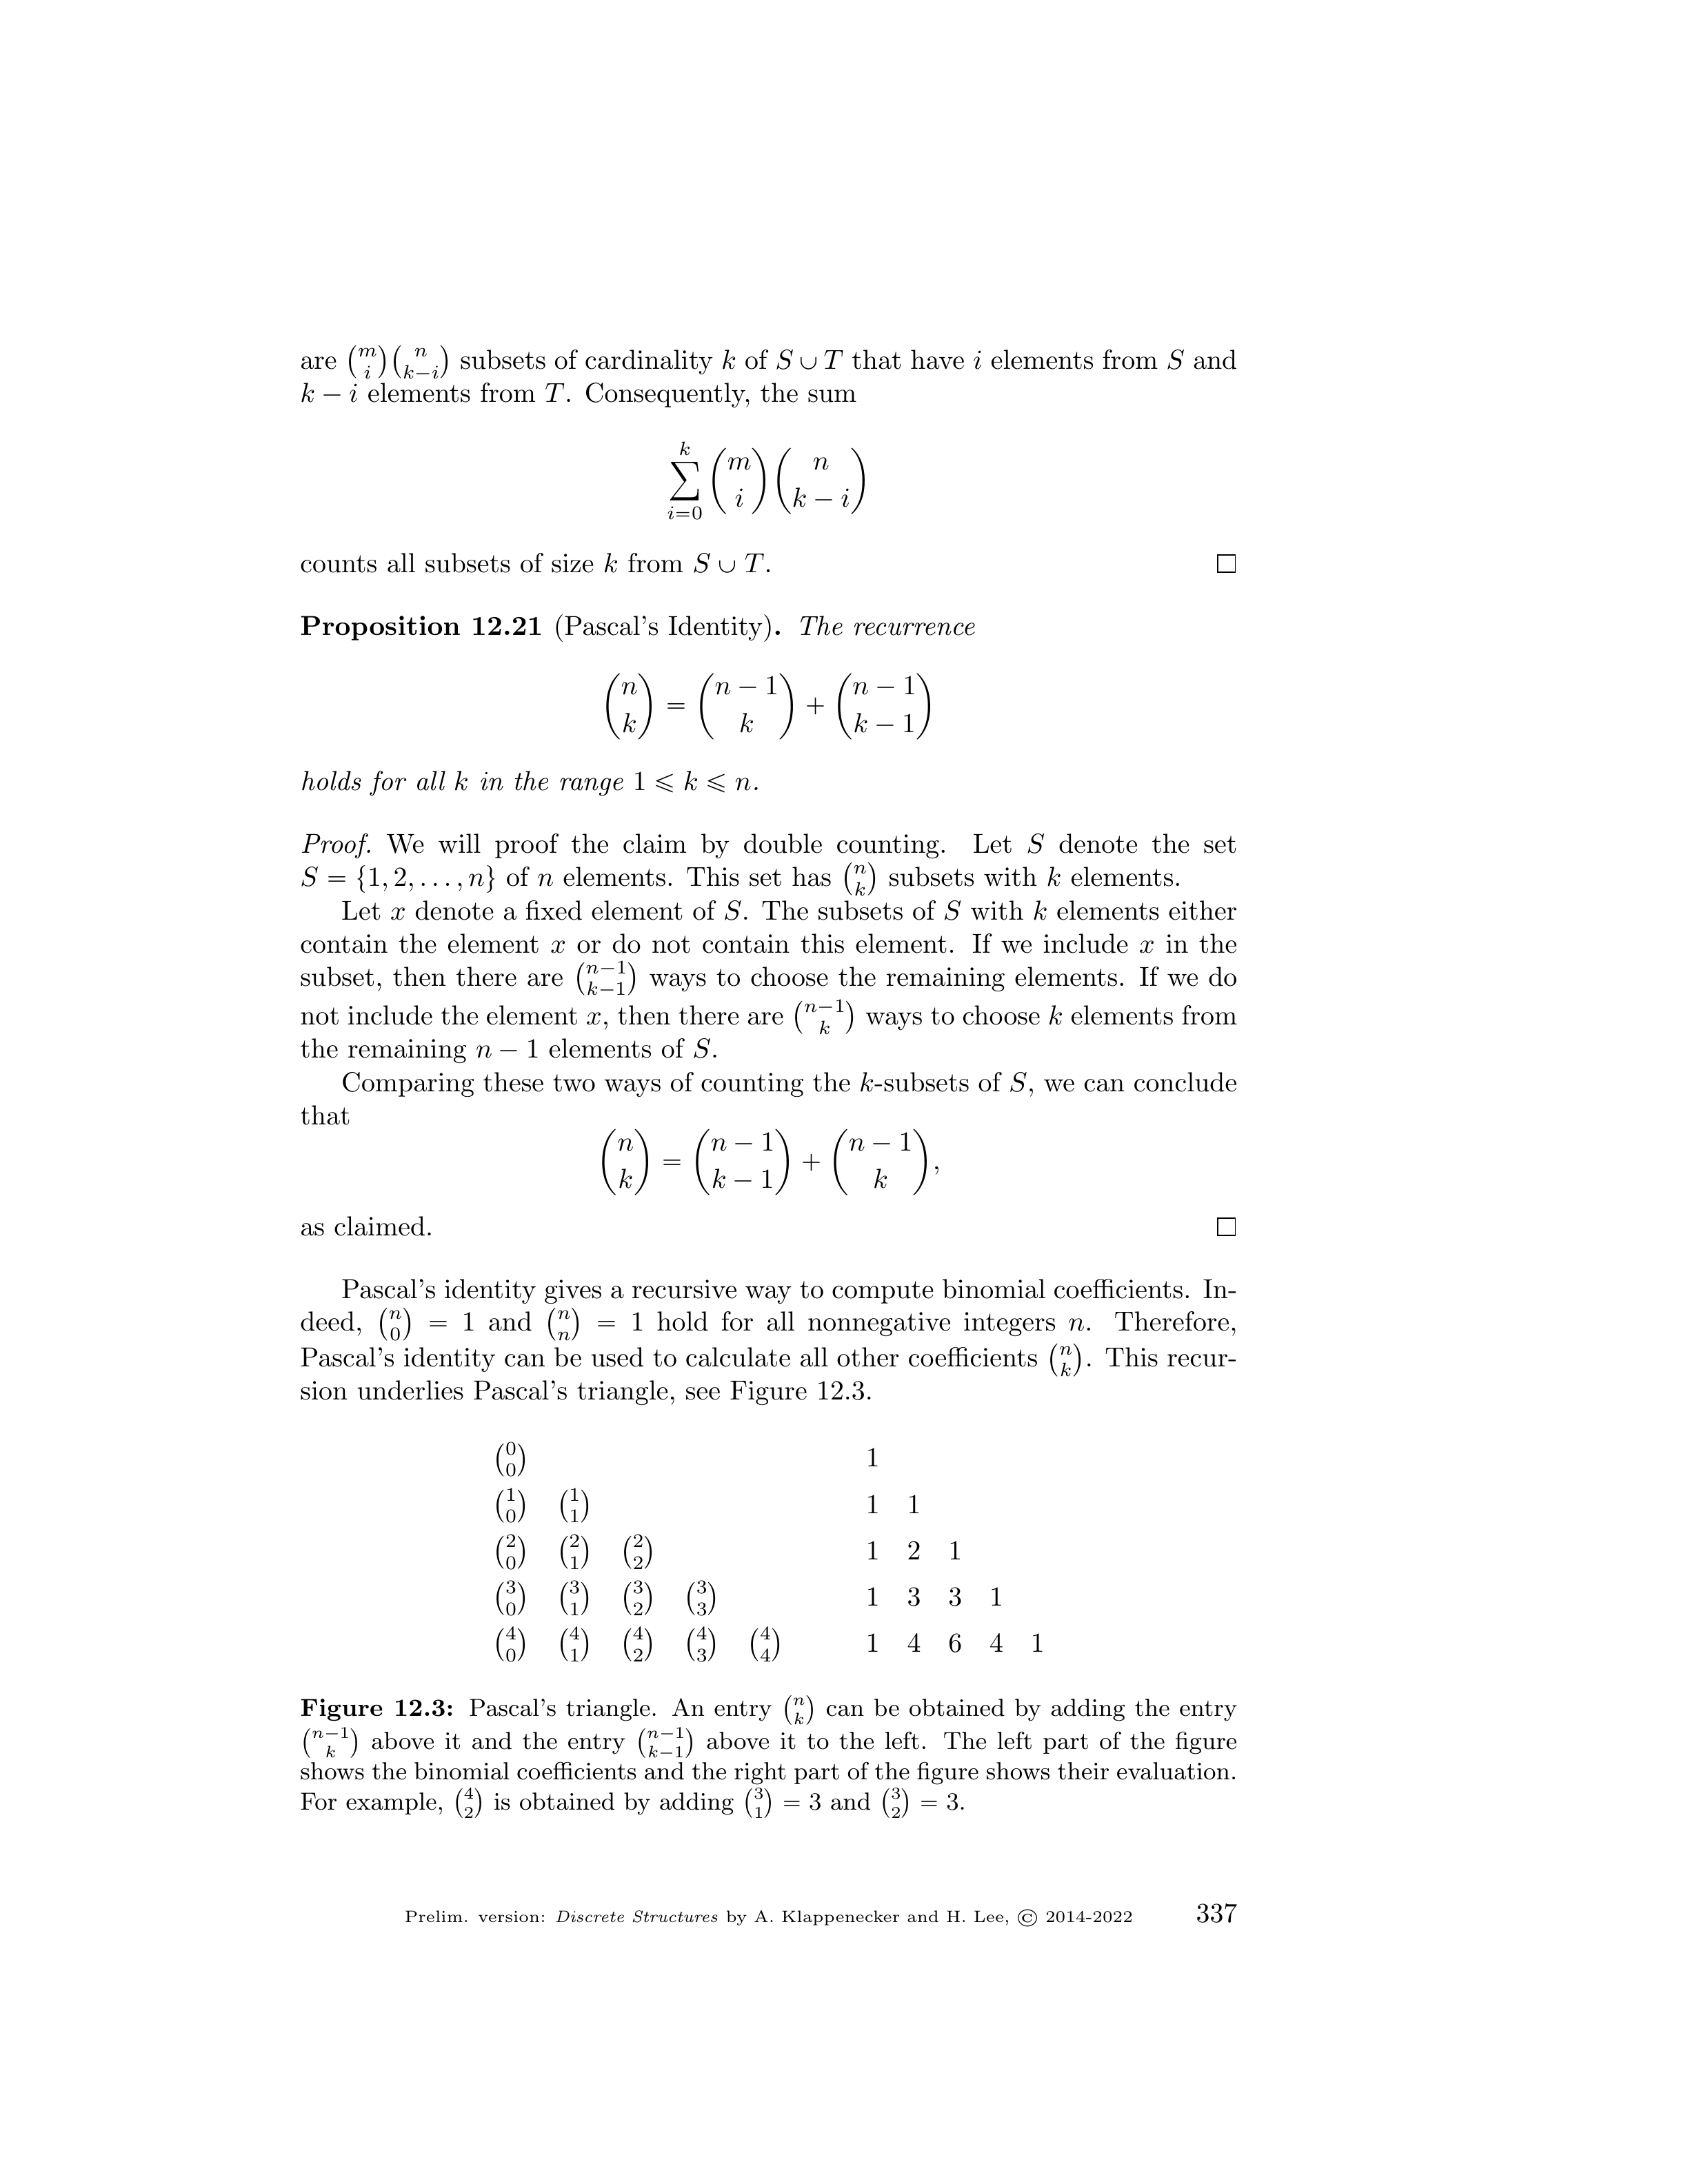 are $\binom{m}{i}\binom{n}{k-i}$ subsets of cardinality $k$ of $S \cup T$ that have $i$ elements from $S$ and
$k - i$ elements from $T$. Consequently, the sum
$$\sum_{i=0}^{k} \binom{m}{i}\binom{n}{k-i}$$
counts all subsets of size $k$ from $S \cup T$. □
Proposition 12.21 (Pascal's Identity). The recurrence
$$\binom{n}{k} = \binom{n-1}{k} + \binom{n-1}{k-1}$$
holds for all $k$ in the range $1 \leqslant k \leqslant n$.
Proof. We will proof the claim by double counting. Let $S$ denote the set
$S = \{1, 2, \ldots, n\}$ of $n$ elements. This set has $\binom{n}{k}$ subsets with $k$ elements.
Let $x$ denote a fixed element of $S$. The subsets of $S$ with $k$ elements either
contain the element $x$ or do not contain this element. If we include $x$ in the
subset, then there are $\binom{n-1}{k-1}$ ways to choose the remaining elements. If we do
not include the element $x$, then there are $\binom{n-1}{k}$ ways to choose $k$ elements from
the remaining $n - 1$ elements of $S$.
Comparing these two ways of counting the $k$-subsets of $S$, we can conclude
that
$$\binom{n}{k} = \binom{n-1}{k-1} + \binom{n-1}{k},$$
as claimed. □
Pascal's identity gives a recursive way to compute binomial coefficients. In-
deed, $\binom{n}{0} = 1$ and $\binom{n}{n} = 1$ hold for all nonnegative integers $n$. Therefore,
Pascal's identity can be used to calculate all other coefficients $\binom{n}{k}$. This recur-
sion underlies Pascal's triangle, see Figure 12.3.
$\binom{0}{0}$ 1
$\binom{1}{0}$ $\binom{1}{1}$ 1 1
$\binom{2}{0}$ $\binom{2}{1}$ $\binom{2}{2}$ 1 2 1
$\binom{3}{0}$ $\binom{3}{1}$ $\binom{3}{2}$ $\binom{3}{3}$ 1 3 3 1
$\binom{4}{0}$ $\binom{4}{1}$ $\binom{4}{2}$ $\binom{4}{3}$ $\binom{4}{4}$ 1 4 6 4 1
Figure 12.3: Pascal's triangle. An entry $\binom{n}{k}$ can be obtained by adding the entry
$\binom{n-1}{k}$ above it and the entry $\binom{n-1}{k-1}$ above it to the left. The left part of the figure
shows the binomial coefficients and the right part of the figure shows their evaluation.
For example, $\binom{4}{2}$ is obtained by adding $\binom{3}{1} = 3$ and $\binom{3}{2} = 3$.
Prelim. version: Discrete Structures by A. Klappenecker and H. Lee, © 2014-2022 337